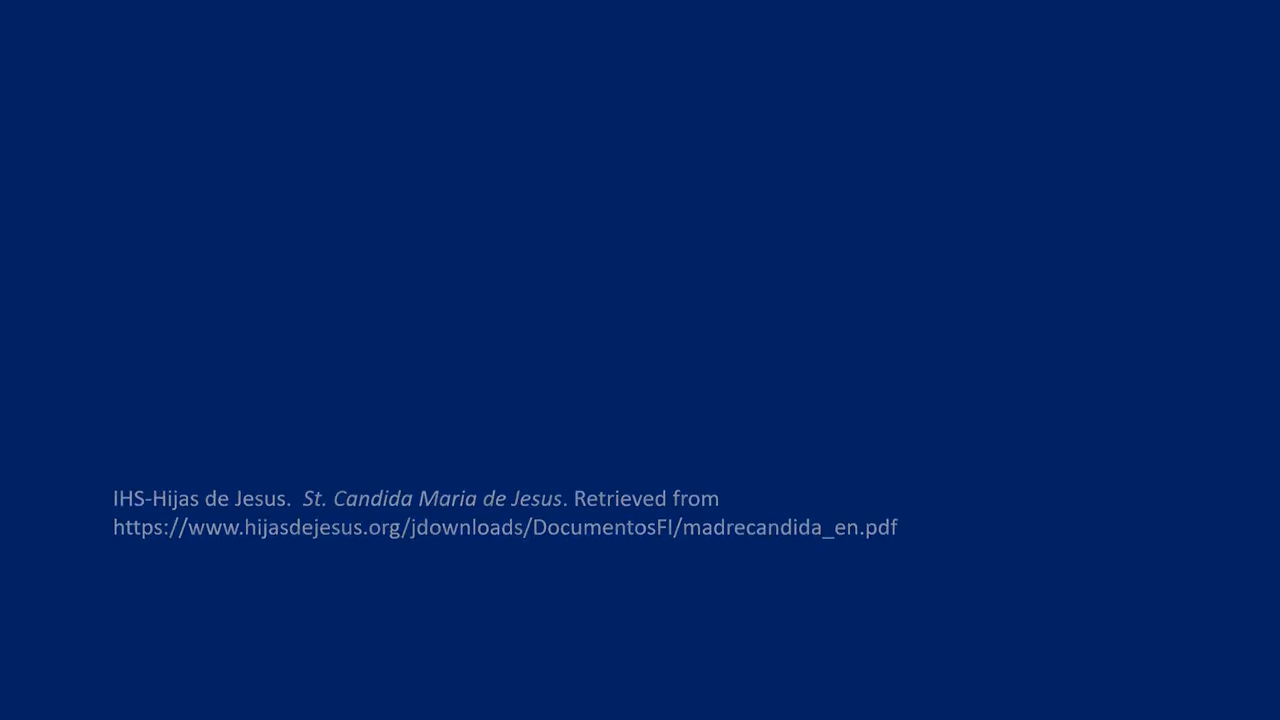 IHS-Hijas de Jesus.  St. Candida Maria de Jesus. Retrieved from
https://www.hijasdejesus.org/jdownloads/DocumentosFI/madrecandida_en.pdf